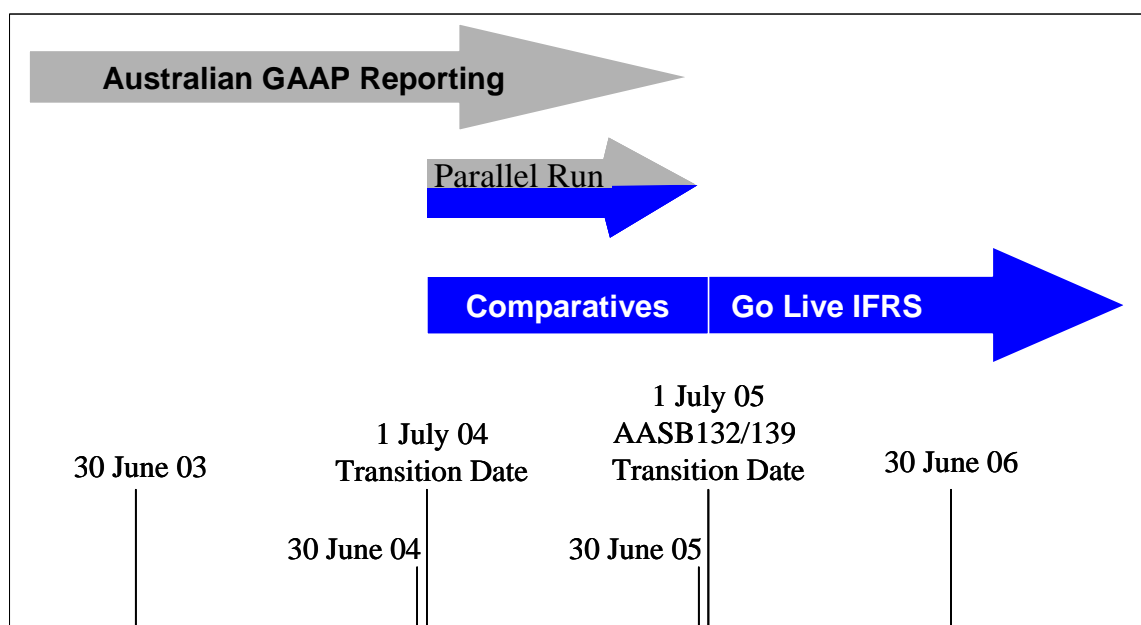 Australian GAAP Reporting
Parallel Run
Comparatives
Go Live IFRS
30 June 03
1 July 04
Transition Date
1 July 05
AASB132/139
Transition Date
30 June 06
30 June 04
30 June 05